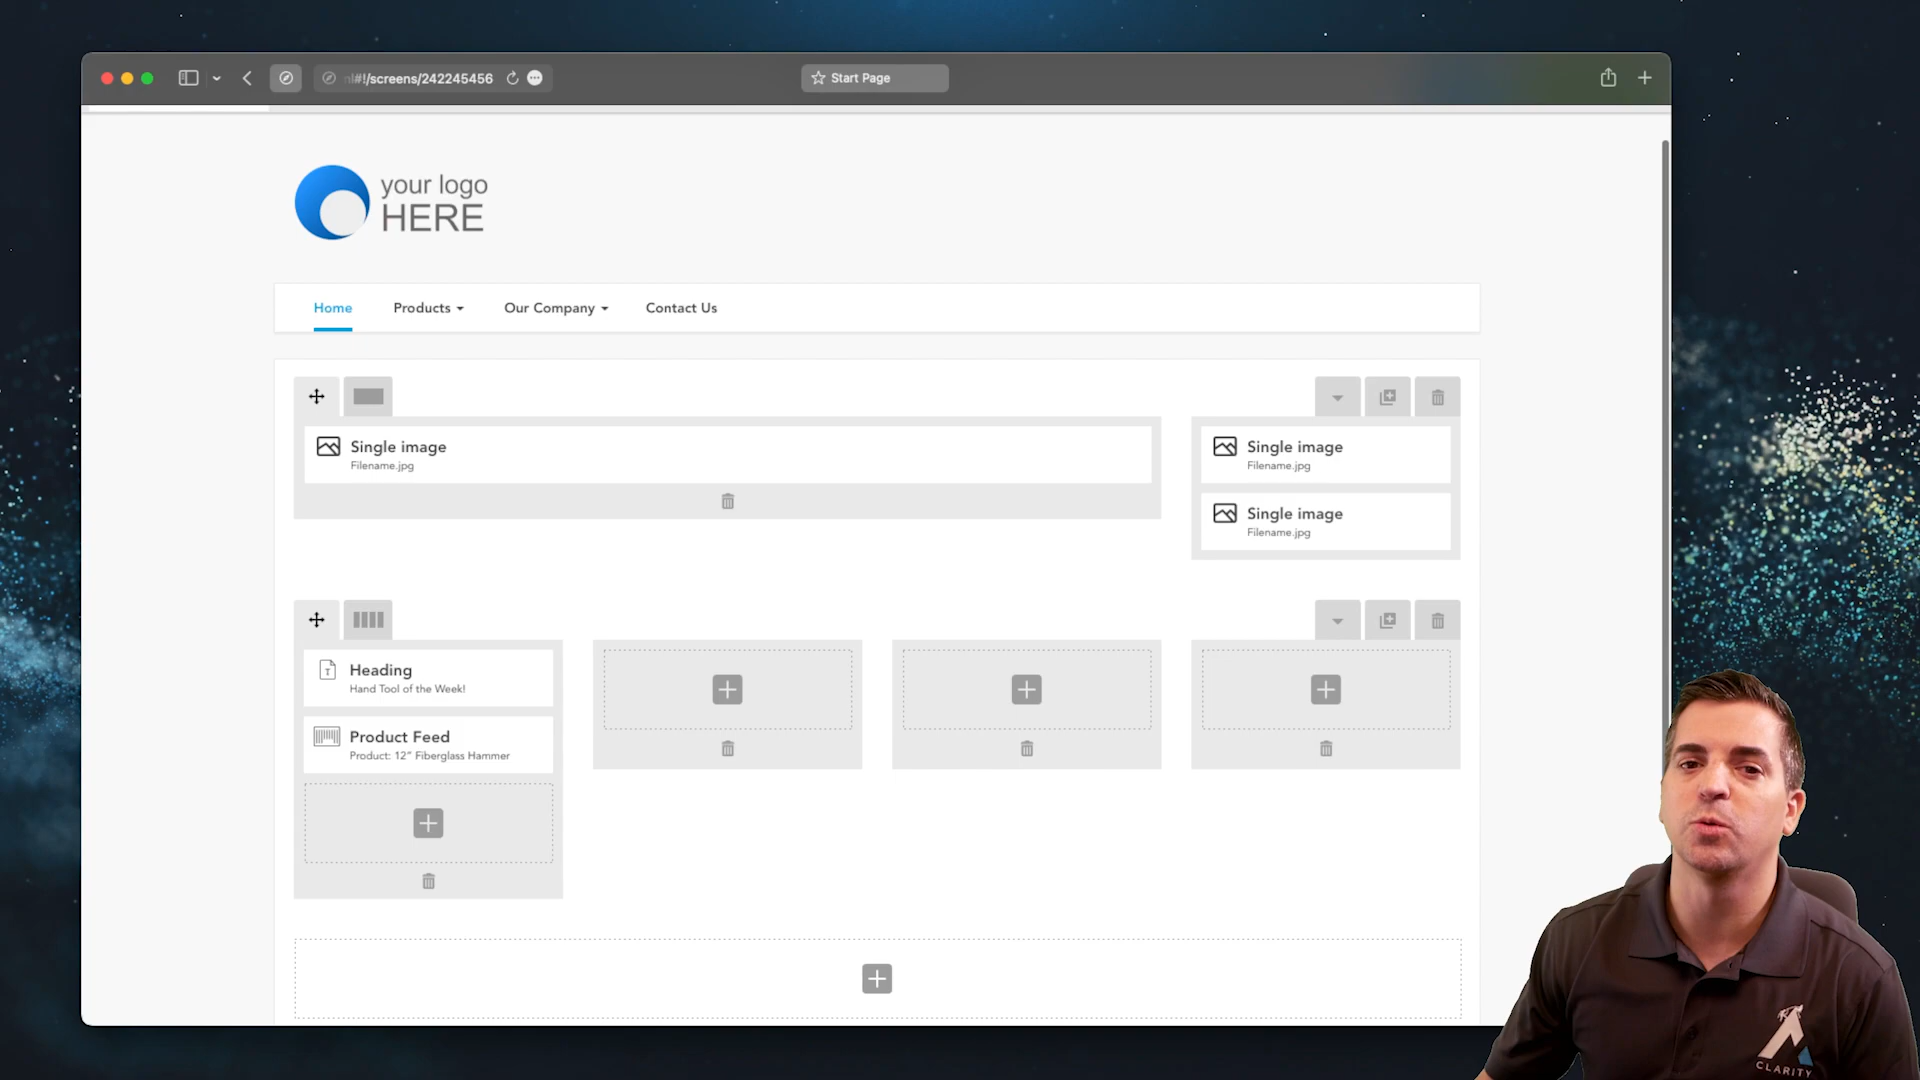 #!/screens/242245456
Start Page
your logo
HERE
Home
Products
Our Company
Contact Us
Single image
Filename.jpg
Single image
Filename.jpg
Single image
Filename.jpg
Heading
Hand Tool of the Week!
Product Feed
Product: 12” Fiberglass Hammer
CLARITY